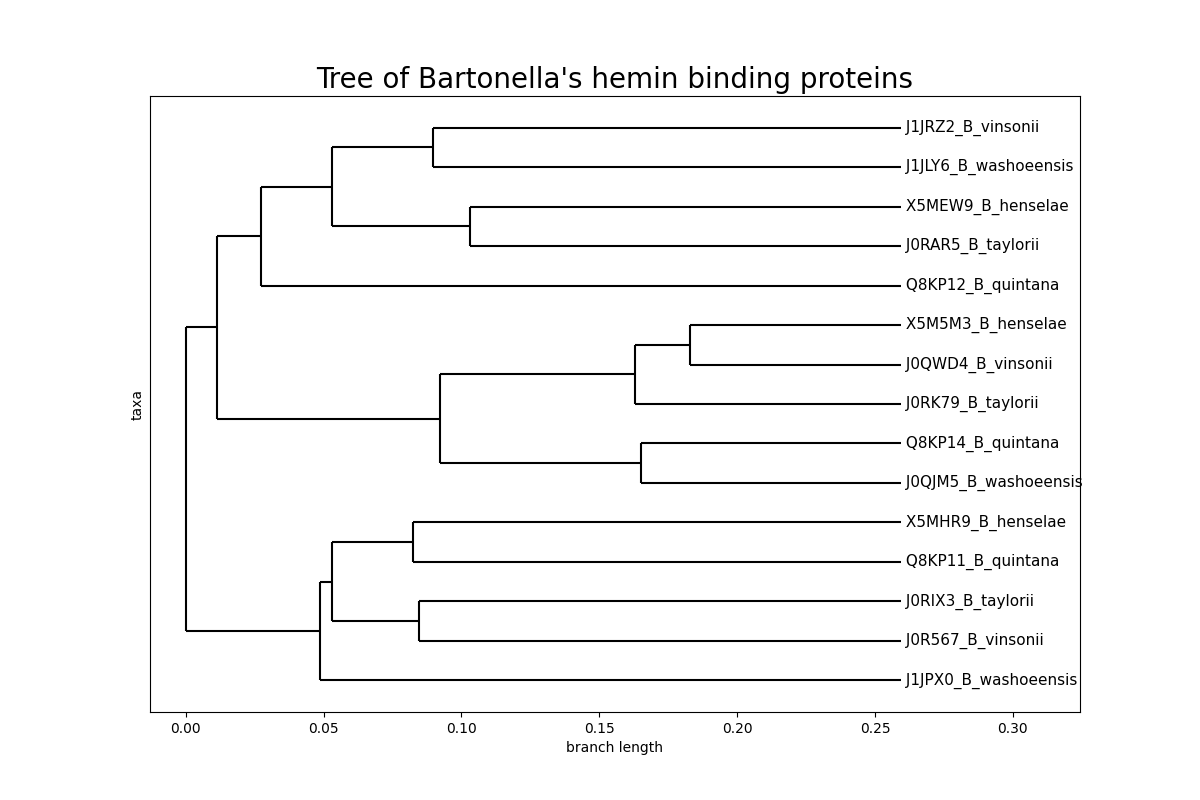 Tree of Bartonella's hemin binding proteins
J1JRZ2_B_vinsonii
J1JLY6_B_washoeensis
X5MEW9_B_henselae
J0RAR5_B_taylorii
Q8KP12_B_quintana
X5M5M3_B_henselae
J0QWD4_B_vinsonii
J0RK79_B_taylorii
Q8KP14_B_quintana
J0QJM5_B_washoeensis
X5MHR9_B_henselae
Q8KP11_B_quintana
J0RIX3_B_taylorii
J0R567_B_vinsonii
J1JPX0_B_washoeensis
taxa
0.00 0.05 0.10 0.15 0.20 0.25 0.30
branch length